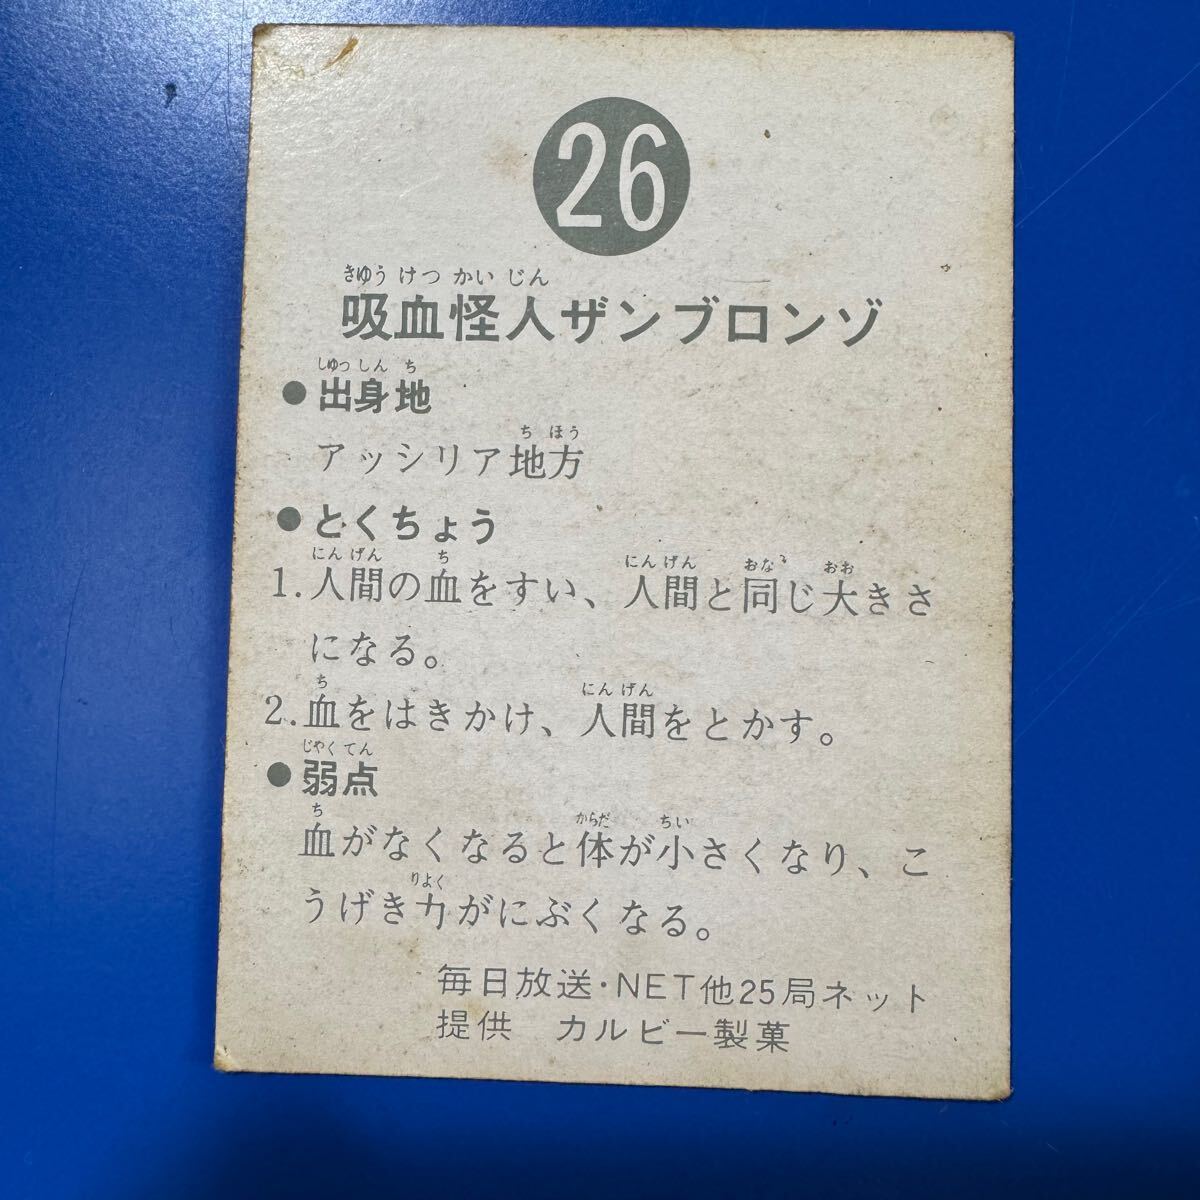 26
きゆうけつかいじん
吸血怪人ザンブロンゾ
しゆつしんち
●出身地
ちほう
アッシリア地方
●とくちょう
にんげん ち にんげん おな おお
1.人間の血をすい、人間と同じ大きさ
になる。
ち にんげん
2.血をはきかけ、人間をとかす。
じやくてん
●弱点
ち からだ ちい
血がなくなると体が小さくなり、こ
りよく
うげき力がにぶくなる。
毎日放送・NET他25局ネット
提供 カルビー製菓